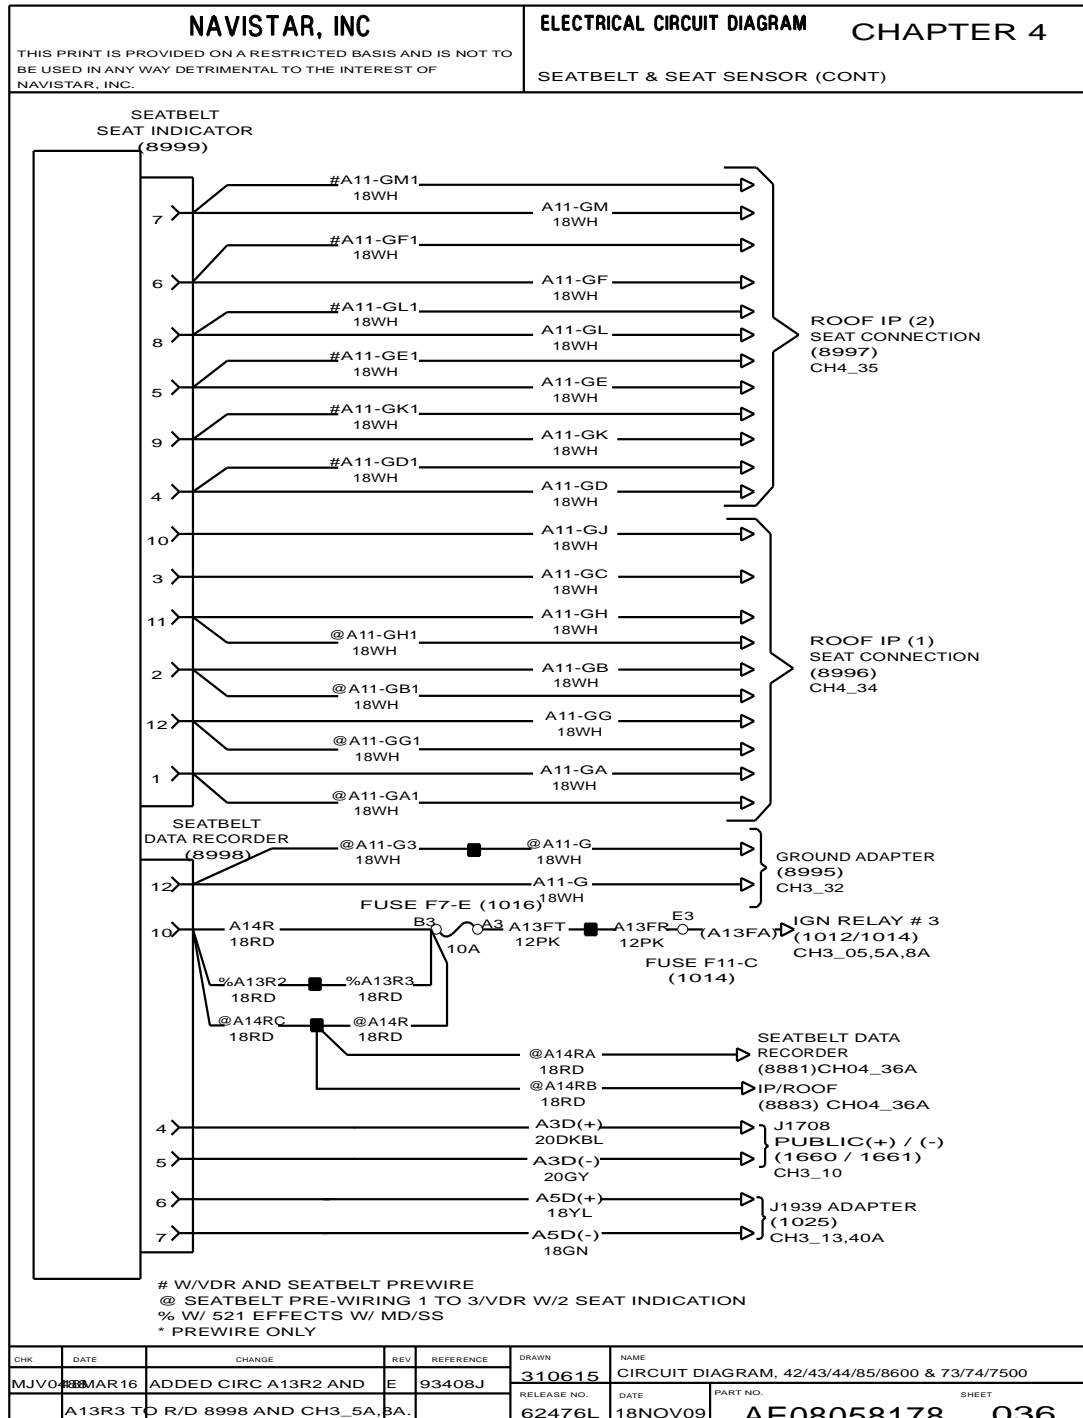 NAVISTAR, INC
THIS PRINT IS PROVIDED ON A RESTRICTED BASIS AND IS NOT TO
BE USED IN ANY WAY DETRIMENTAL TO THE INTEREST OF
NAVISTAR, INC.
ELECTRICAL CIRCUIT DIAGRAM
CHAPTER 4
SEATBELT & SEAT SENSOR (CONT)
SEATBELT
SEAT INDICATOR
(8999)
#A11-GM1
18WH
7
A11-GM
18WH
#A11-GF1
18WH
6
A11-GF
18WH
#A11-GL1
18WH
8
A11-GL
18WH
#A11-GE1
18WH
5
A11-GE
18WH
#A11-GK1
18WH
9
A11-GK
18WH
#A11-GD1
18WH
4
A11-GD
18WH
ROOF IP (2)
SEAT CONNECTION
(8997)
CH4_35
10
A11-GJ
18WH
3
A11-GC
18WH
11
A11-GH
18WH
@A11-GH1
18WH
2
A11-GB
18WH
@A11-GB1
18WH
12
A11-GG
18WH
@A11-GG1
18WH
1
A11-GA
18WH
@A11-GA1
18WH
ROOF IP (1)
SEAT CONNECTION
(8996)
CH4_34
SEATBELT
DATA RECORDER
(8998)
@A11-G3
18WH
@A11-G
18WH
12
A11-G
18WH
GROUND ADAPTER
(8995)
CH3_32
FUSE F7-E (1016)
10
A14R
18RD
B3
A3
10A
A13FT
12PK
A13FR
12PK
E3
(A13FA)
FUSE F11-C
(1014)
IGN RELAY # 3
(1012/1014)
CH3_05,5A,8A
%A13R2
18RD
%A13R3
18RD
@A14RC
18RD
@A14R
18RD
@A14RA
18RD
SEATBELT DATA
RECORDER
(8881)CH04_36A
@A14RB
18RD
IP/ROOF
(8883) CH04_36A
4
A3D(+)
20DKBL
5
A3D(-)
20GY
J1708
PUBLIC(+) / (-)
(1660 / 1661)
CH3_10
6
A5D(+)
18YL
7
A5D(-)
18GN
J1939 ADAPTER
(1025)
CH3_13,40A
# W/VDR AND SEATBELT PREWIRE
@ SEATBELT PRE-WIRING 1 TO 3/VDR W/2 SEAT INDICATION
% W/ 521 EFFECTS W/ MD/SS
* PREWIRE ONLY
CHK DATE CHANGE REV REFERENCE
MAR16 ADDED CIRC A13R2 AND E 93408J
A13R3 TO R/D 8998 AND CH3_5A,8A.
DRAWN
310615
NAME
CIRCUIT DIAGRAM, 42/43/44/85/8600 & 73/74/7500
RELEASE NO.
62476L
DATE
18NOV09
PART NO.
AE08058178
SHEET
036